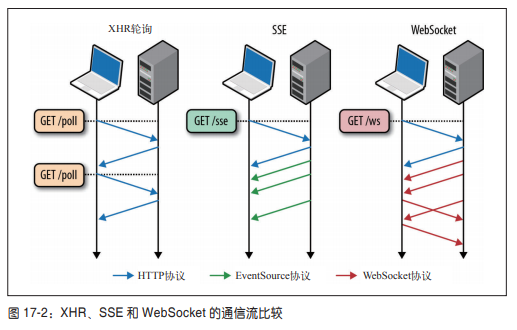 XHR轮询
SSE
WebSocket
GET /poll
GET /sse
GET /ws
GET /poll
HTTP协议
EventSource协议
WebSocket协议
图 17-2：XHR、SSE 和 WebSocket 的通信流比较